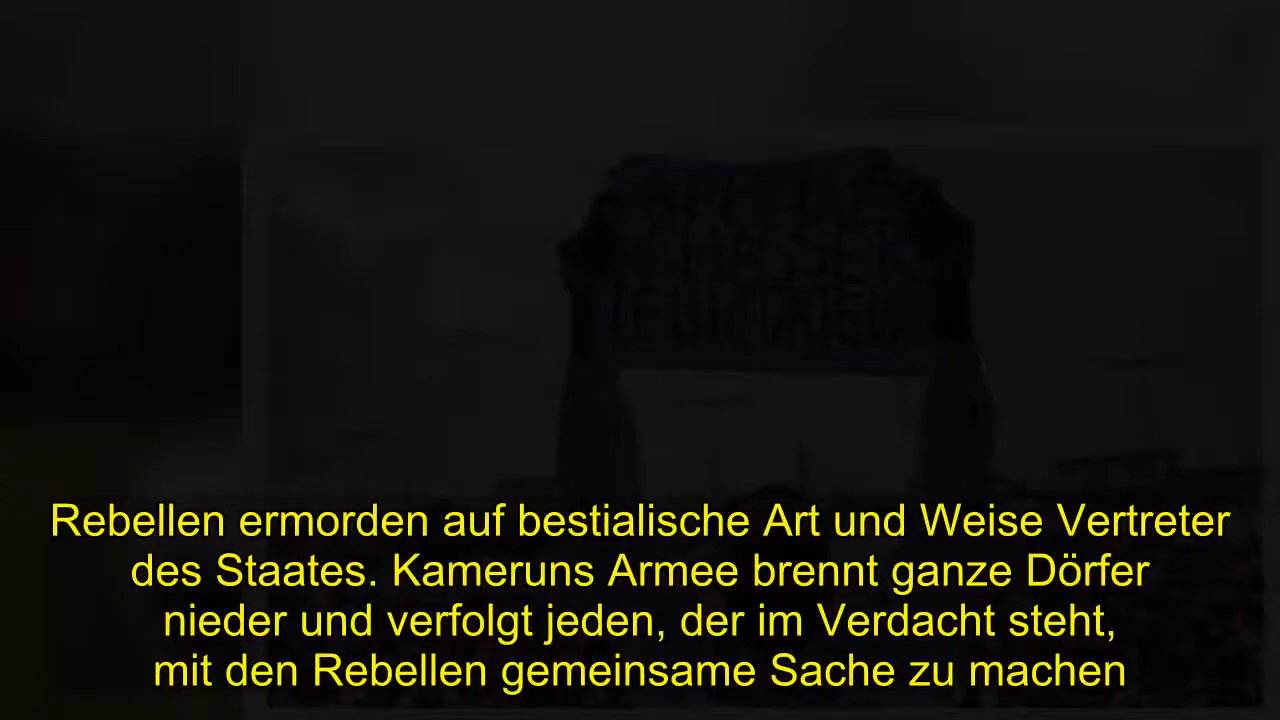 Rebellen ermorden auf bestialische Art und Weise Vertreter
des Staates. Kameruns Armee brennt ganze Dörfer
nieder und verfolgt jeden, der im Verdacht steht,
mit den Rebellen gemeinsame Sache zu machen